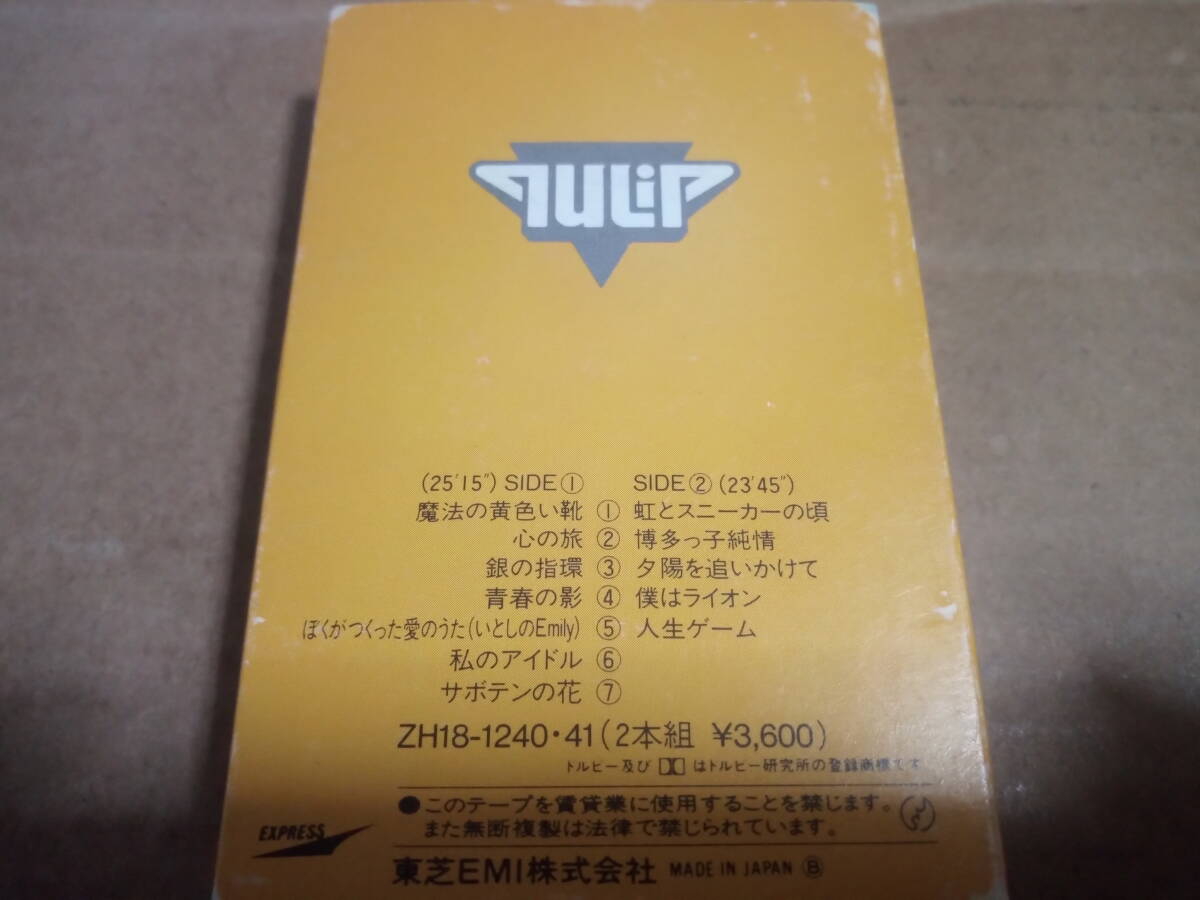 TULIP
(25'15") SIDE① SIDE② (23'45")
魔法の黄色い靴 ① 虹とスニーカーの頃
心の旅 ② 博多っ子純情
銀の指環 ③ 夕陽を追いかけて
青春の影 ④ 僕はライオン
ぼくがつくった愛のうた(いとしのEmily) ⑤ 人生ゲーム
私のアイドル ⑥
サボテンの花 ⑦
ZH18-1240・41(2本組 ¥3,600)
ドルビー及び はドルビー研究所の登録商標です
●このテープを賃貸業に使用することを禁じます。
また無断複製は法律で禁じられています。
EXPRESS
東芝EMI株式会社 MADE IN JAPAN Ⓑ